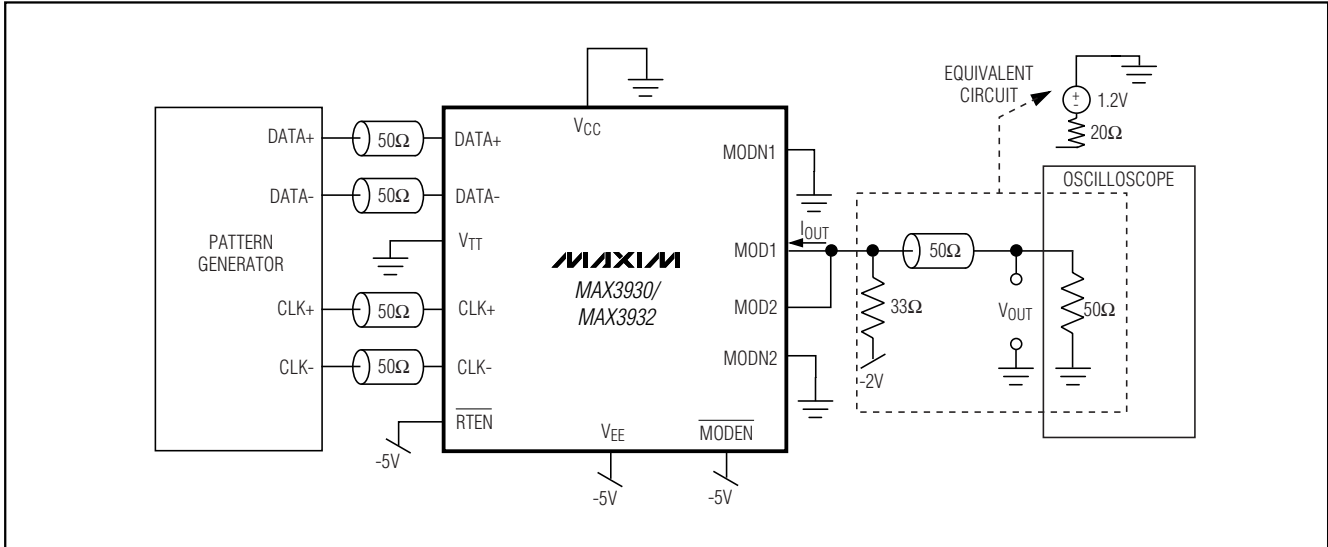 EQUIVALENT
CIRCUIT
+
-
1.2V
20Ω
OSCILLOSCOPE
PATTERN
GENERATOR
DATA+
DATA-
CLK+
CLK-
50Ω
50Ω
50Ω
50Ω
DATA+
DATA-
VTT
CLK+
CLK-
RTEN
-5V
VCC
MAXIM
MAX3930/
MAX3932
VEE
-5V
MODEN
-5V
MODN1
MOD1
MOD2
MODN2
IOUT
50Ω
33Ω
-2V
VOUT
50Ω